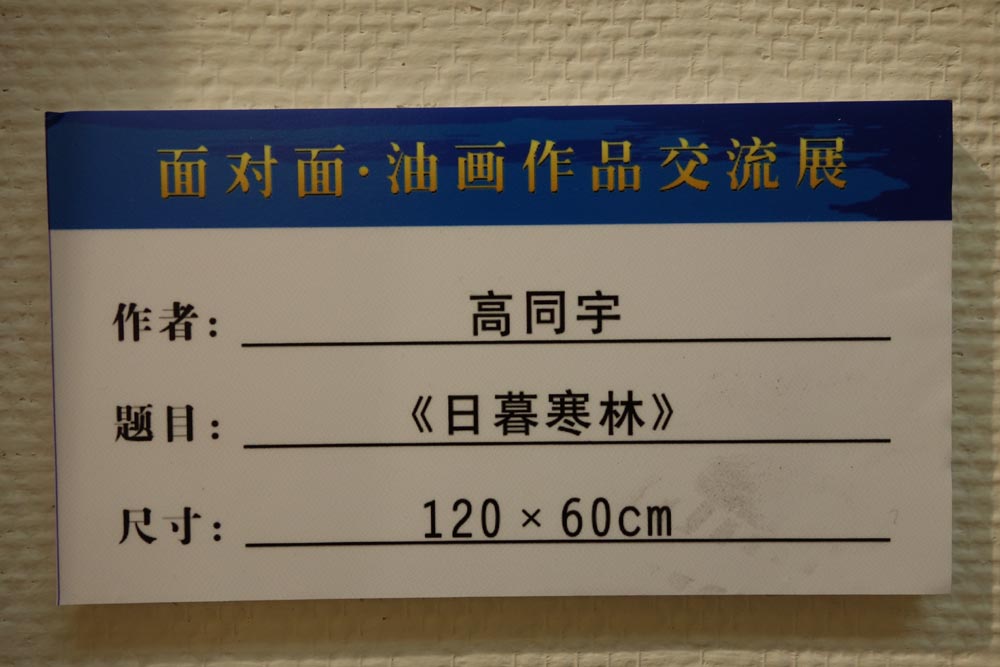 面对面·油画作品交流展
作者: 高同宇
题目: 《日暮寒林》
尺寸: 120×60cm